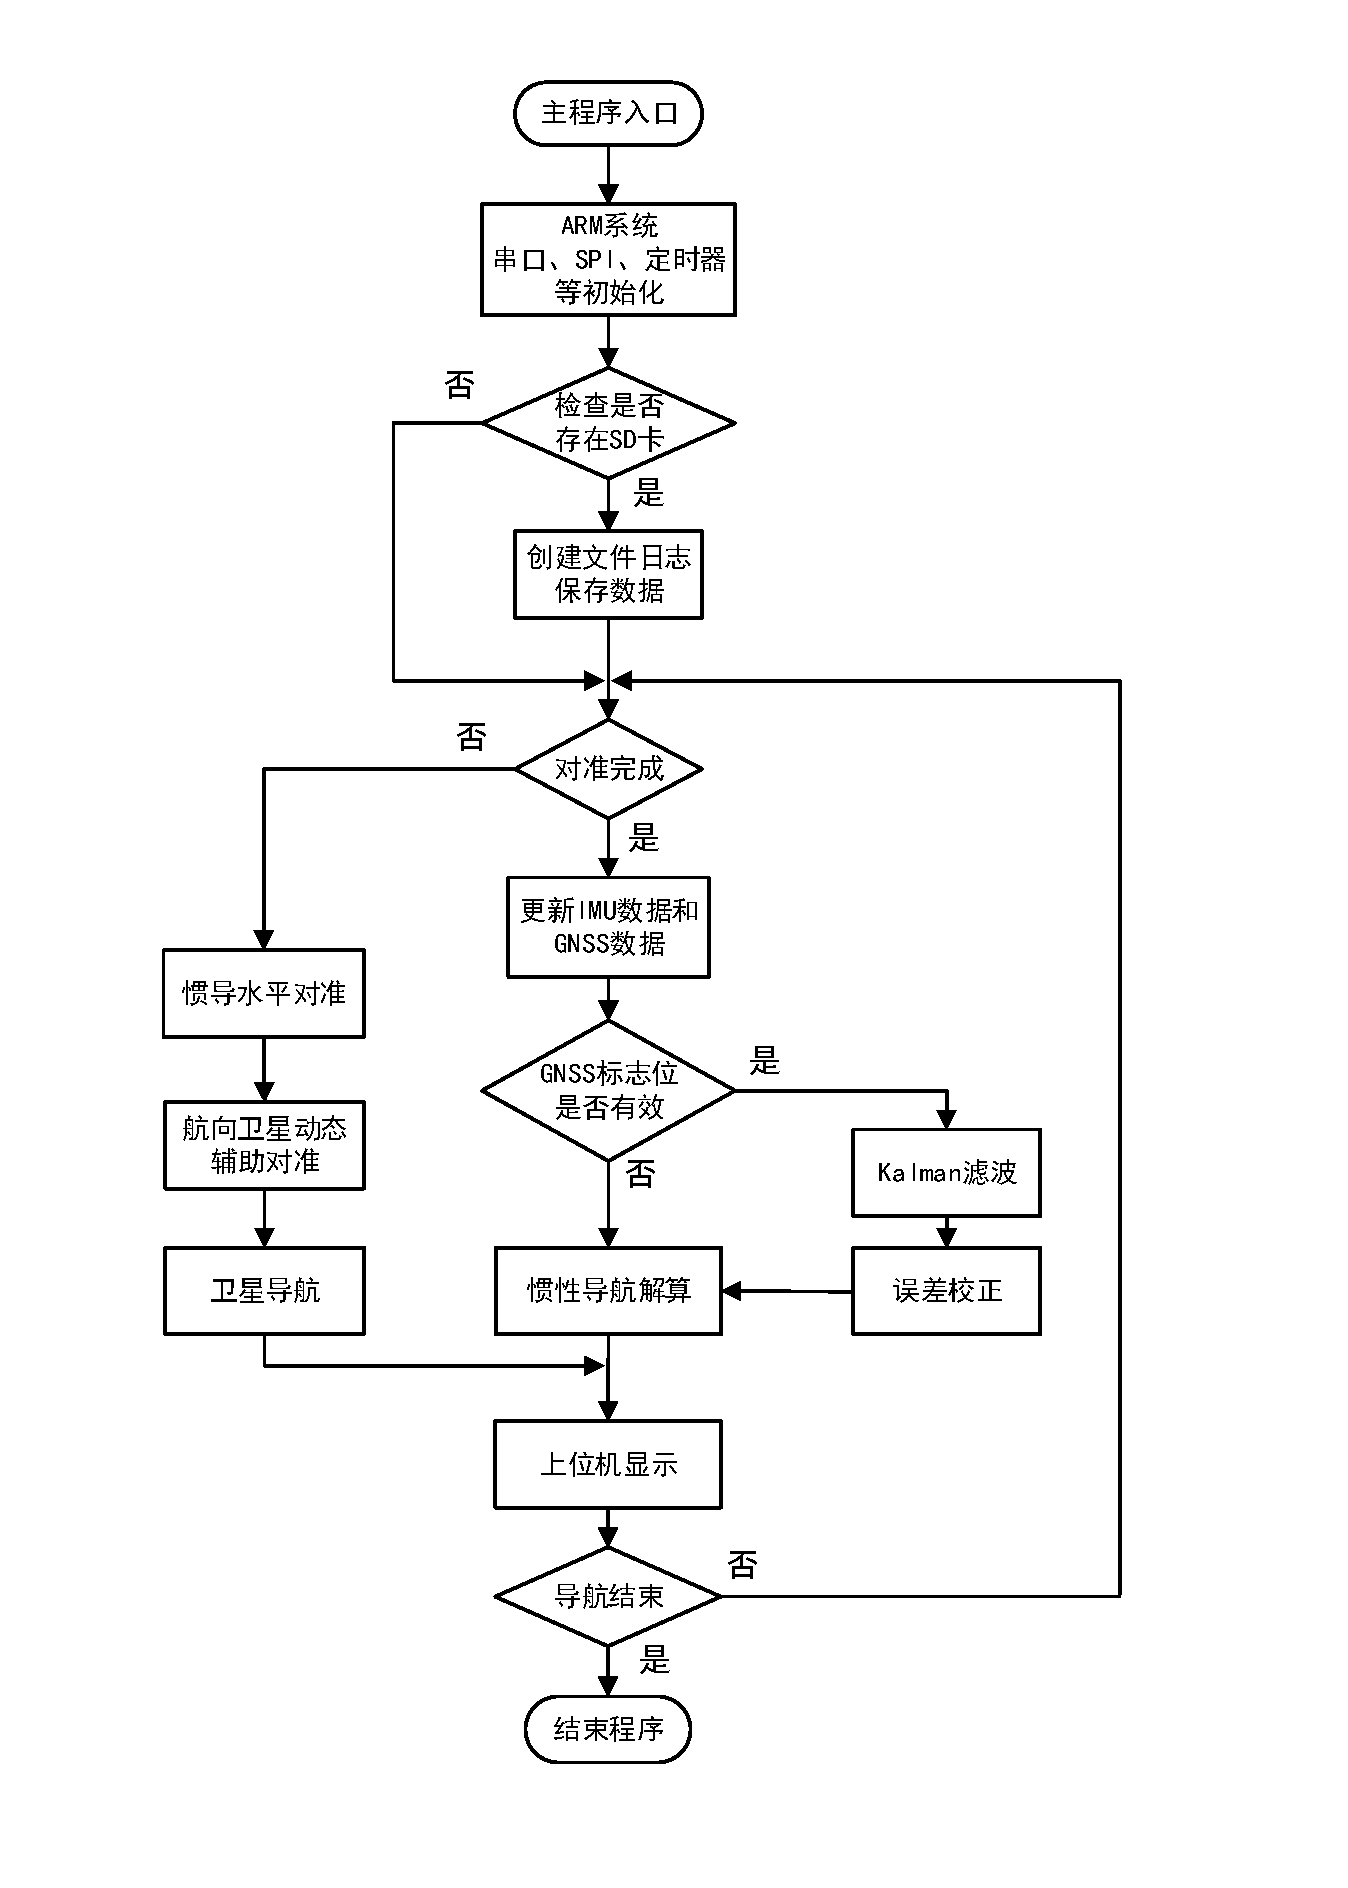 主程序入口
ARM系统
串口、SPI、定时器
等初始化
否
检查是否
存在SD卡
是
创建文件日志
保存数据
否
对准完成
是
更新IMU数据和
GNSS数据
惯导水平对准
GNSS标志位
是否有效
是
航向卫星动态
辅助对准
否
Kalman滤波
卫星导航
惯性导航解算
误差校正
上位机显示
导航结束
否
是
结束程序